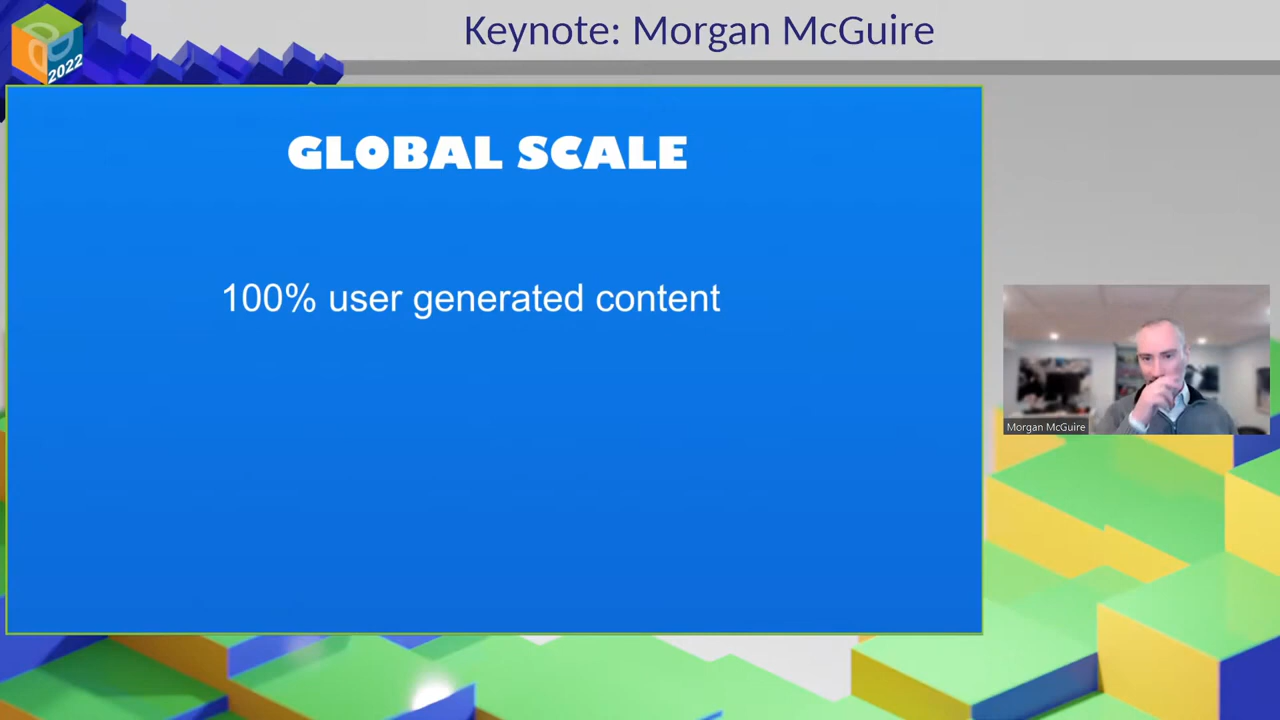 Keynote: Morgan McGuire
2022
GLOBAL SCALE
100% user generated content
Morgan McGuire